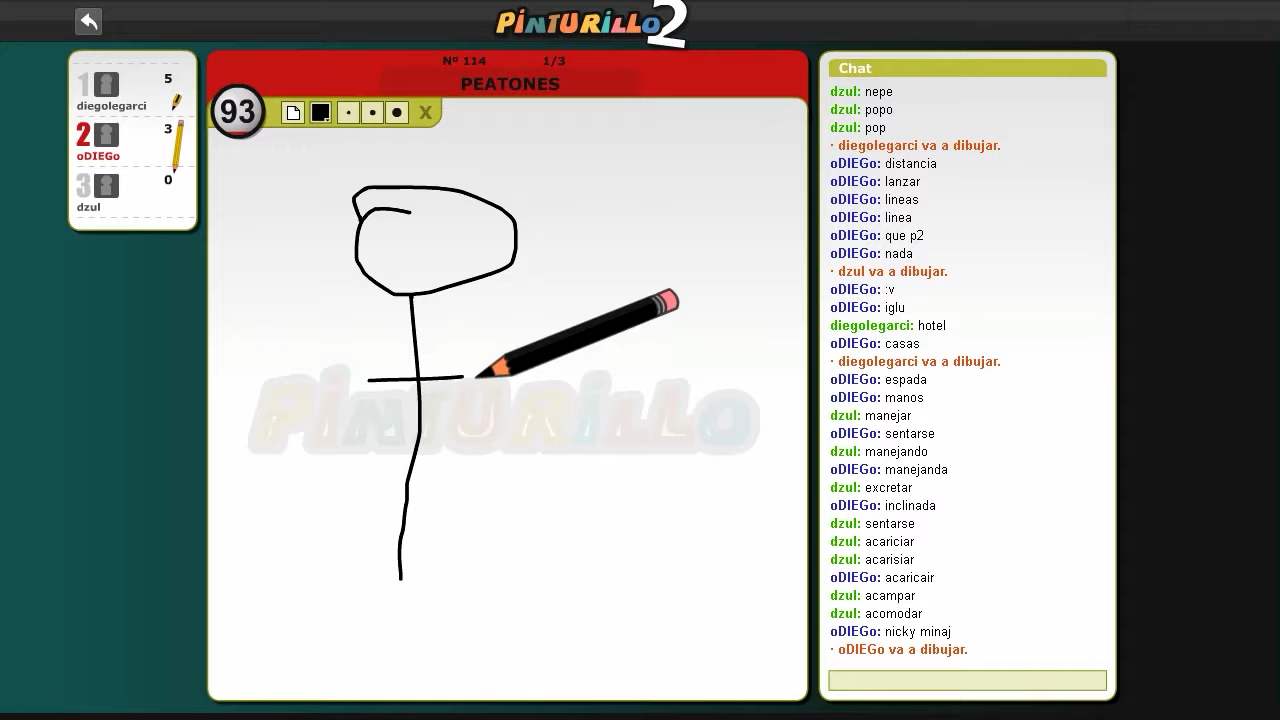 PiNTURiLLO 2
1 5
diegolegarci
2 3
oDIEGo
3 0
dzul
Nº 114 1/3
PEATONES
93
X
PiNTURiLLO
Chat
dzul: nepe
dzul: popo
dzul: pop
· diegolegarci va a dibujar.
oDIEGo: distancia
oDIEGo: lanzar
oDIEGo: lineas
oDIEGo: linea
oDIEGo: que p2
oDIEGo: nada
· dzul va a dibujar.
oDIEGo: :v
oDIEGo: iglu
diegolegarci: hotel
oDIEGo: casas
· diegolegarci va a dibujar.
oDIEGo: espada
oDIEGo: manos
dzul: manejar
oDIEGo: sentarse
dzul: manejando
oDIEGo: manejanda
dzul: excretar
oDIEGo: inclinada
dzul: sentarse
dzul: acariciar
dzul: acarisiar
oDIEGo: acaricair
dzul: acampar
dzul: acomodar
oDIEGo: nicky minaj
· oDIEGo va a dibujar.